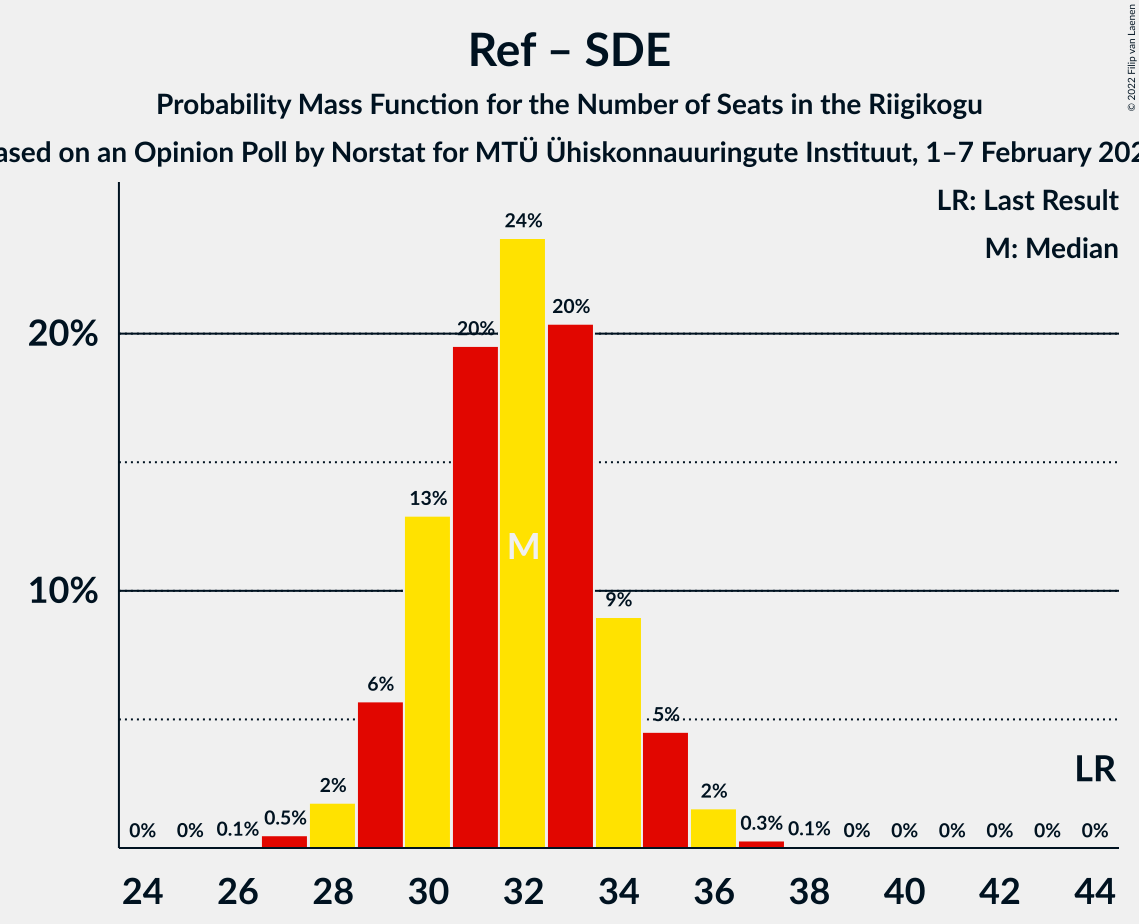 Ref – SDE
Probability Mass Function for the Number of Seats in the Riigikogu
ased on an Opinion Poll by Norstat for MTÜ Ühiskonnauuringute Instituut, 1–7 February 202
© 2022 Filip van Laenen
LR: Last Result
M: Median
24%
20%
20%
20%
13%
M
10%
9%
6%
5%
LR
2%
2%
0% 0% 0.1% 0.5% 0.3% 0.1% 0% 0% 0% 0% 0% 0%
24 26 28 30 32 34 36 38 40 42 44